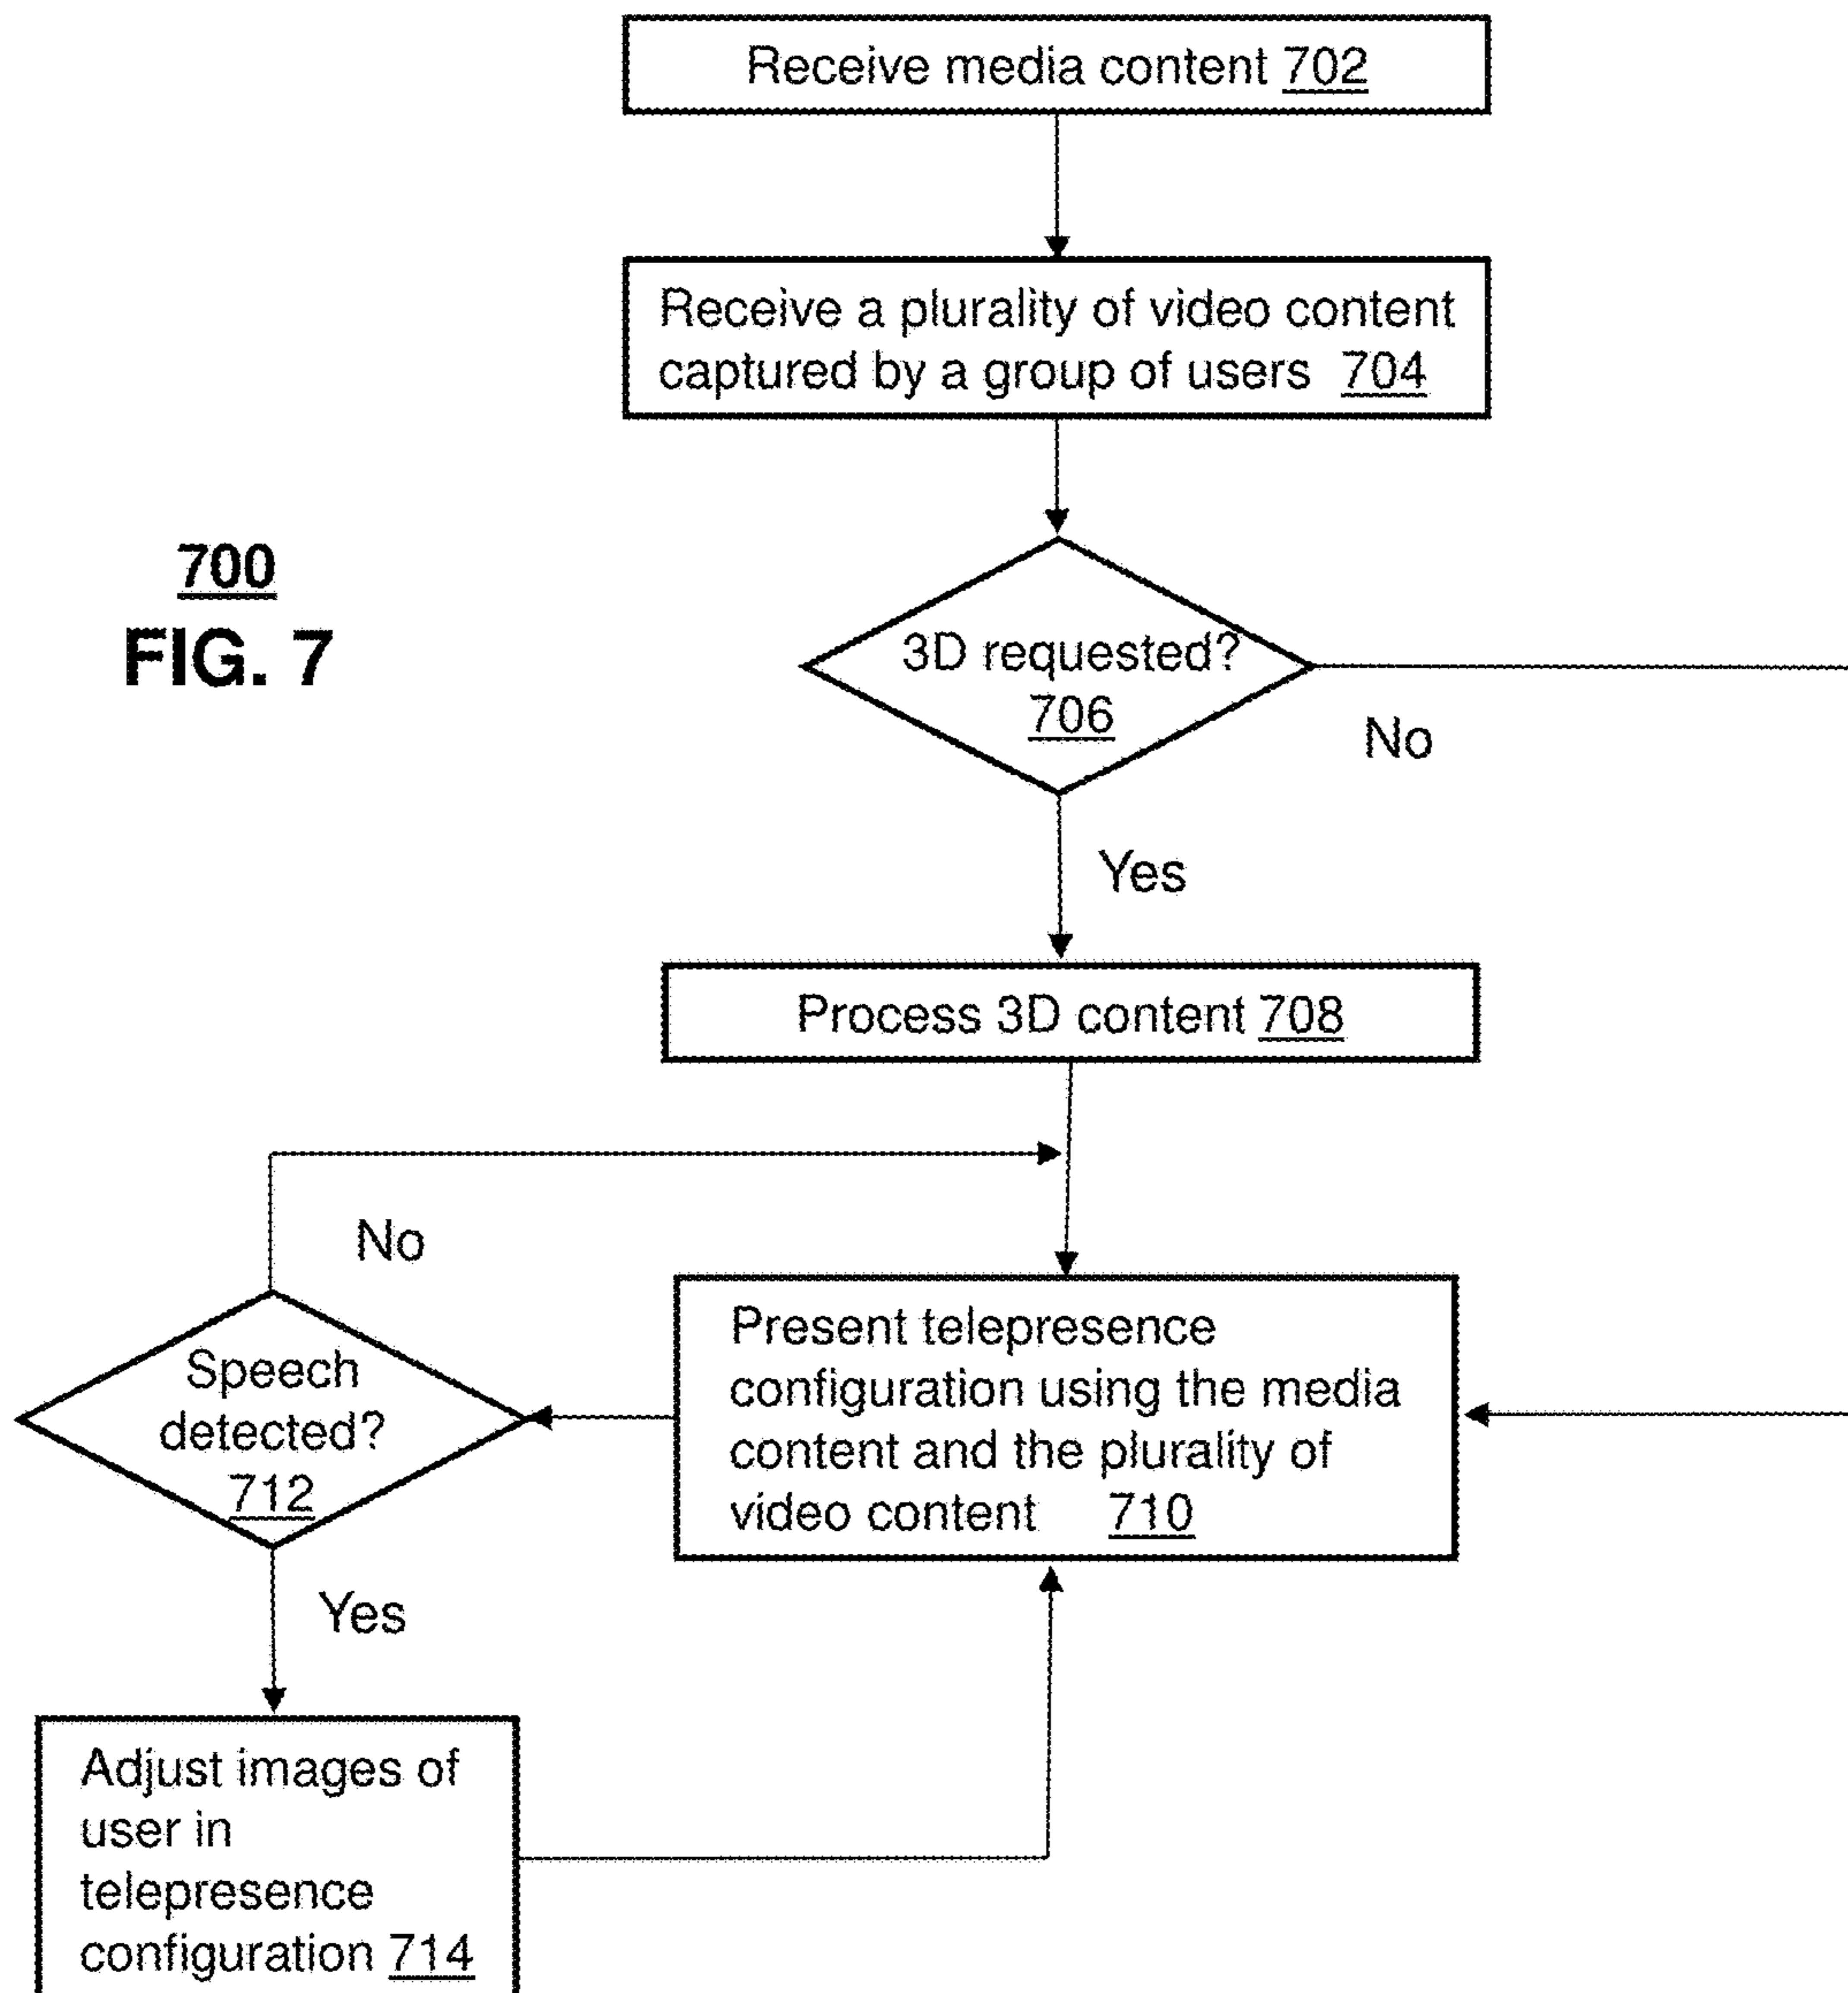 Receive media content 702
Receive a plurality of video content
captured by a group of users 704
700
FIG. 7
3D requested?
706
No
Yes
Process 3D content 708
No
Speech
detected?
712
Present telepresence
configuration using the media
content and the plurality of
video content 710
Yes
Adjust images of
user in
telepresence
configuration 714